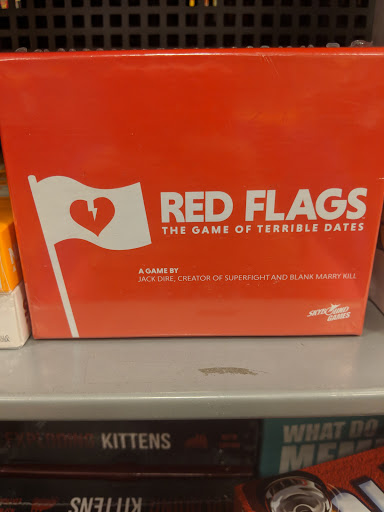 RED FLAGS
THE GAME OF TERRIBLE DATES
A GAME BY
JACK DIRE, CREATOR OF SUPERFIGHT AND BLANK MARRY KILL
SKYBOUND
GAMES
KITTENS
WHAT DO
KITTENS